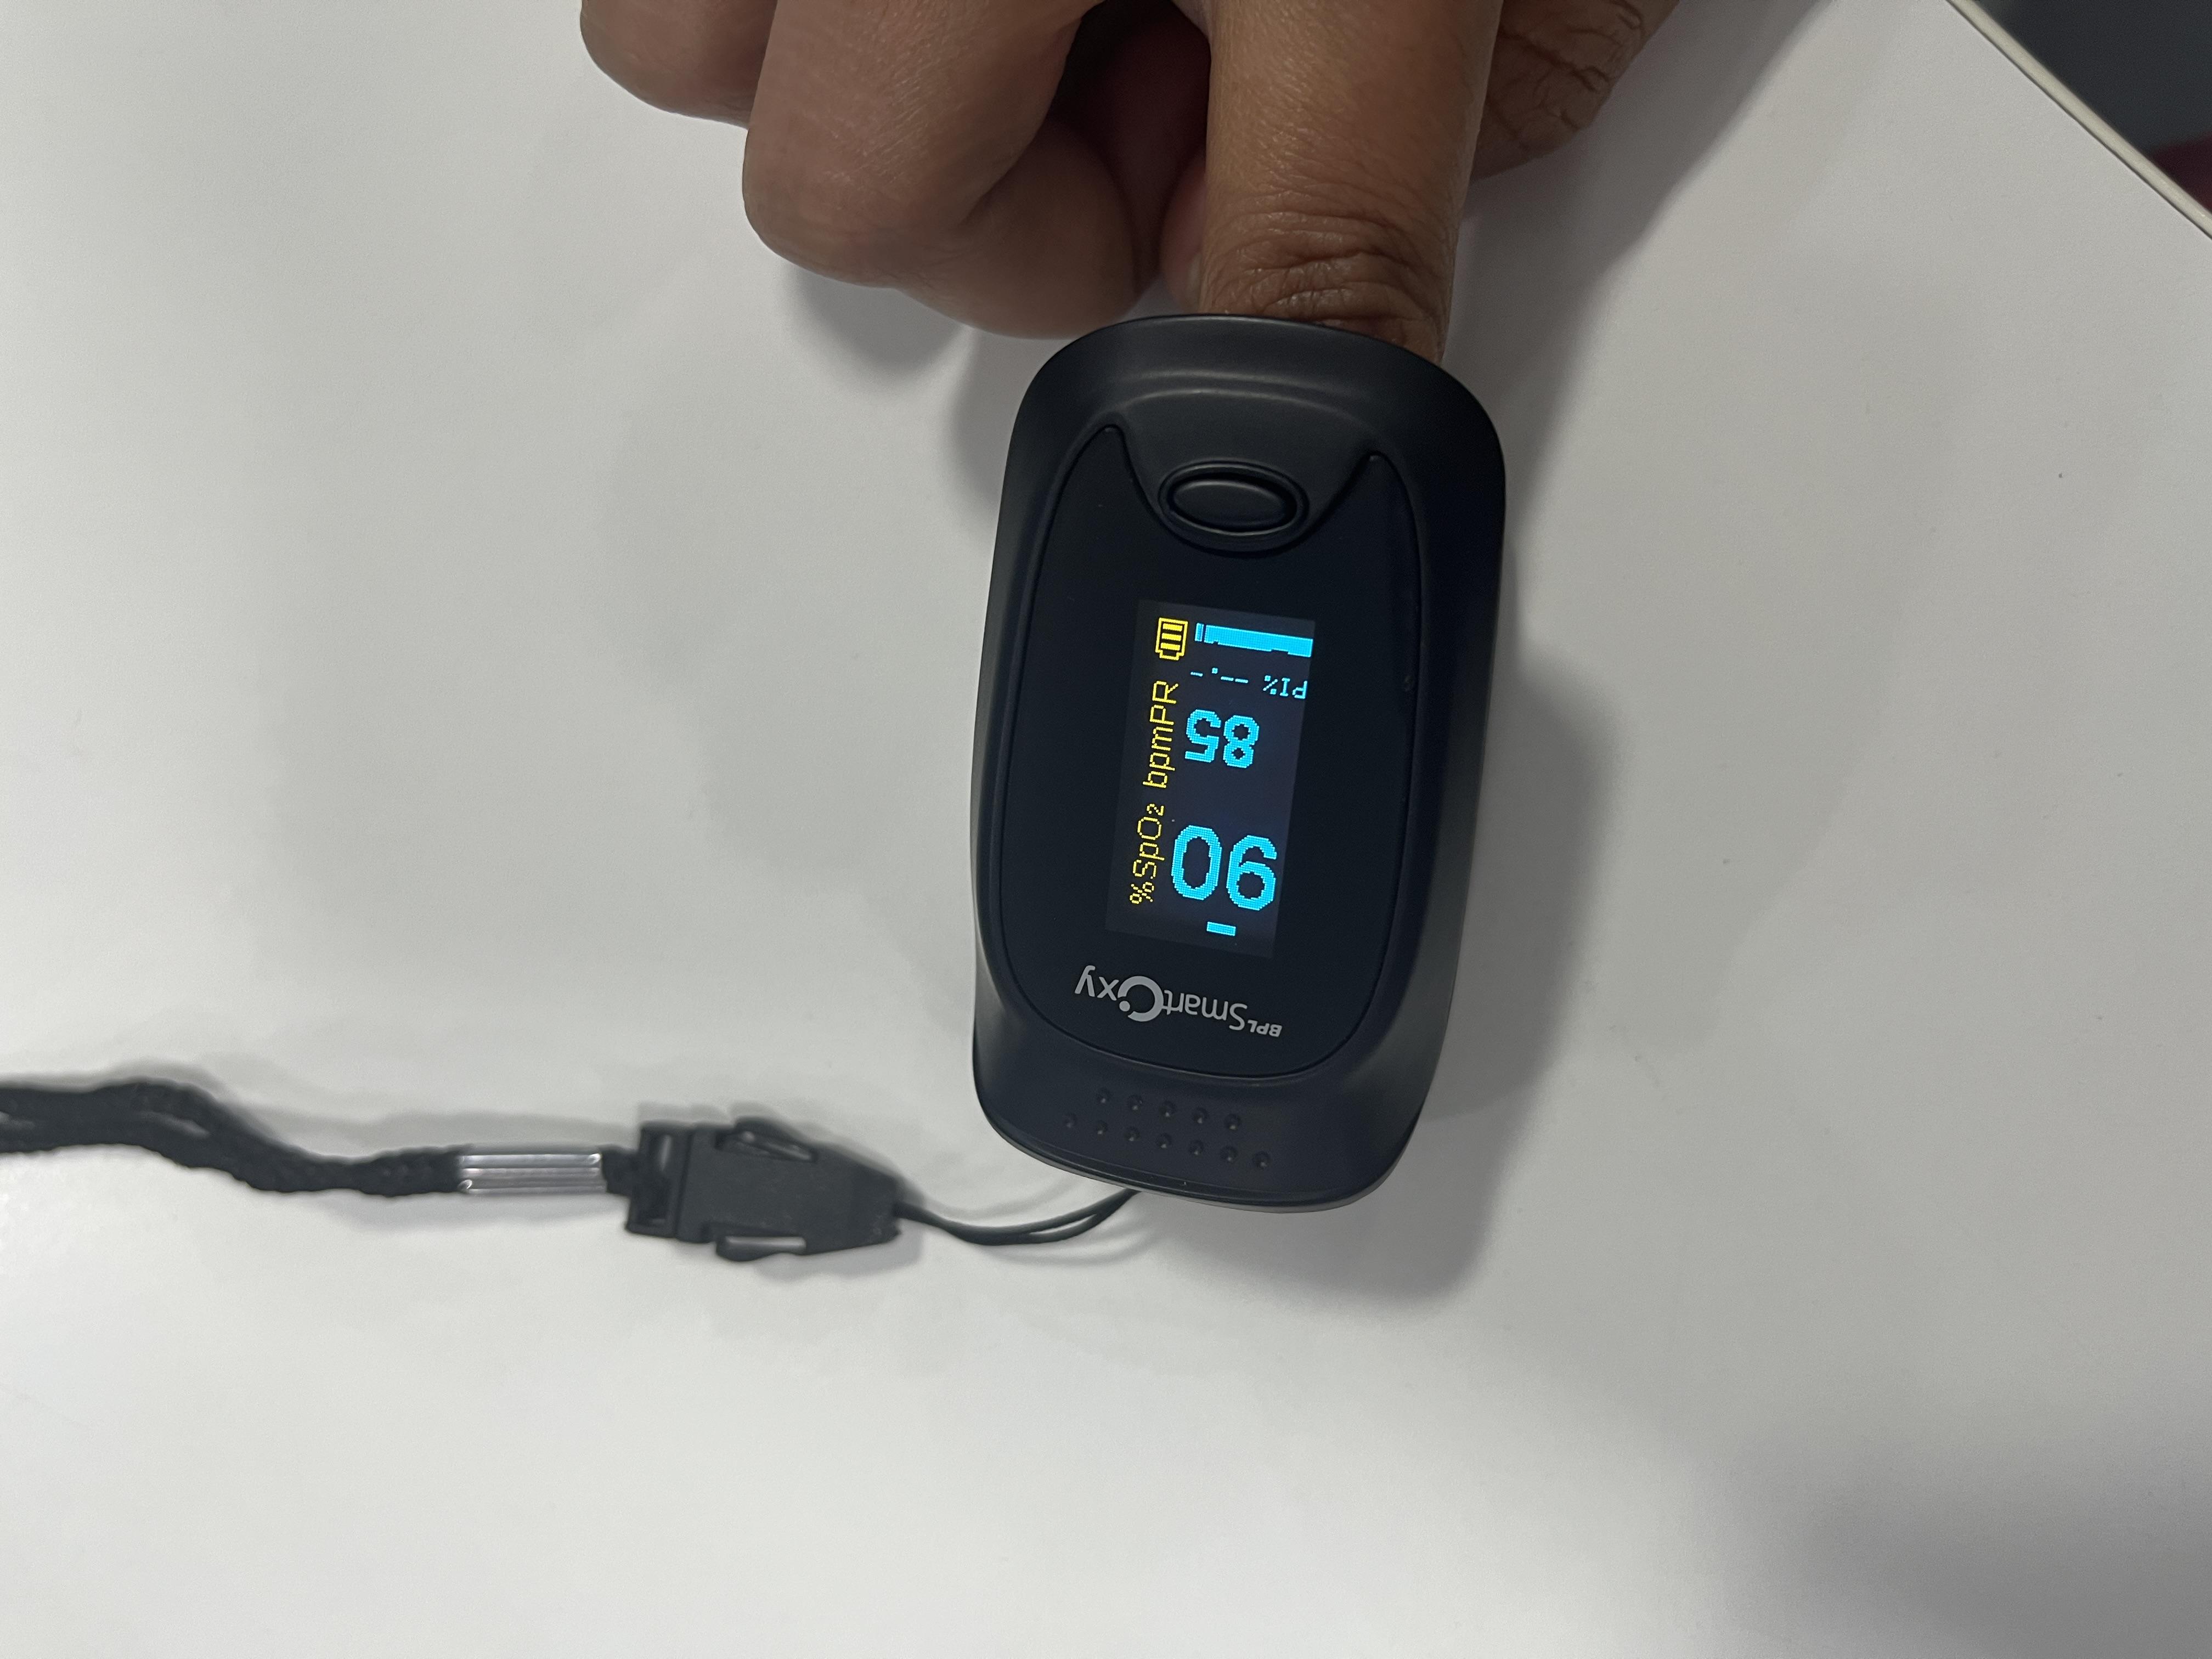 BPL SmartOxy
90
85
PI% --.-
%SpO₂ bpmPR